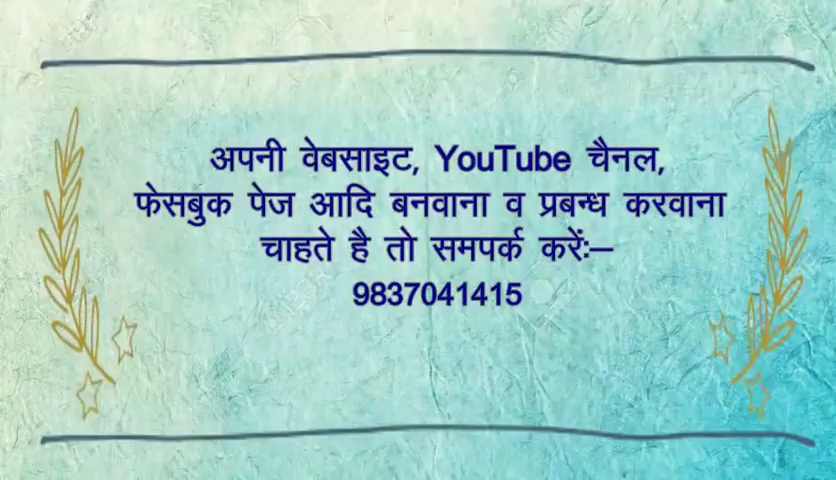 अपनी वेबसाइट, YouTube चैनल,
फेसबुक पेज आदि बनवाना व प्रबन्ध करवाना
चाहते है तो समपर्क करेंः–
9837041415